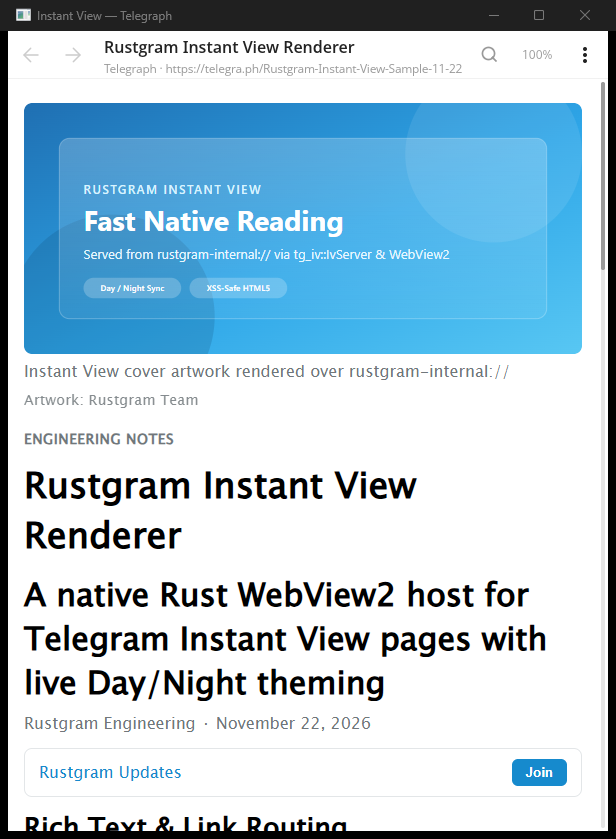 Instant View — Telegraph
Rustgram Instant View Renderer
Telegraph · https://telegra.ph/Rustgram-Instant-View-Sample-11-22
100%
RUSTGRAM INSTANT VIEW
Fast Native Reading
Served from rustgram-internal:// via tg_iv::IvServer & WebView2
Day / Night Sync
XSS-Safe HTML5
Instant View cover artwork rendered over rustgram-internal://
Artwork: Rustgram Team
ENGINEERING NOTES
Rustgram Instant View
Renderer
A native Rust WebView2 host for
Telegram Instant View pages with
live Day/Night theming
Rustgram Engineering · November 22, 2026
Rustgram Updates
Join
Rich Text & Link Routing